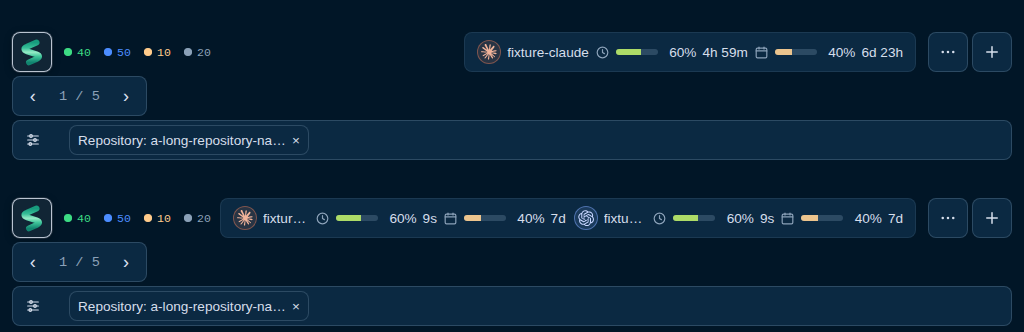 40 50 10 20 fixture-claude 60% 4h 59m 40% 6d 23h ... +
‹ 1 / 5 ›
Repository: a-long-repository-na… ×
40 50 10 20 fixtur… 60% 9s 40% 7d fixtu… 60% 9s 40% 7d ... +
‹ 1 / 5 ›
Repository: a-long-repository-na… ×